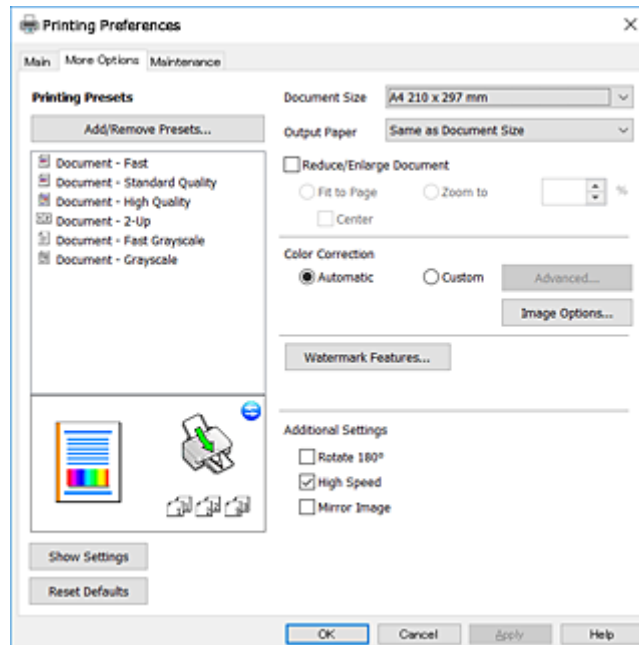 Printing Preferences
Main
More Options
Maintenance
Printing Presets
Add/Remove Presets...
Document - Fast
Document - Standard Quality
Document - High Quality
Document - 2-Up
Document - Fast Grayscale
Document - Grayscale
Show Settings
Reset Defaults
Document Size
A4 210 x 297 mm
Output Paper
Same as Document Size
Reduce/Enlarge Document
Fit to Page
Zoom to
%
Center
Color Correction
Automatic
Custom
Advanced...
Image Options...
Watermark Features...
Additional Settings
Rotate 180°
High Speed
Mirror Image
OK
Cancel
Apply
Help